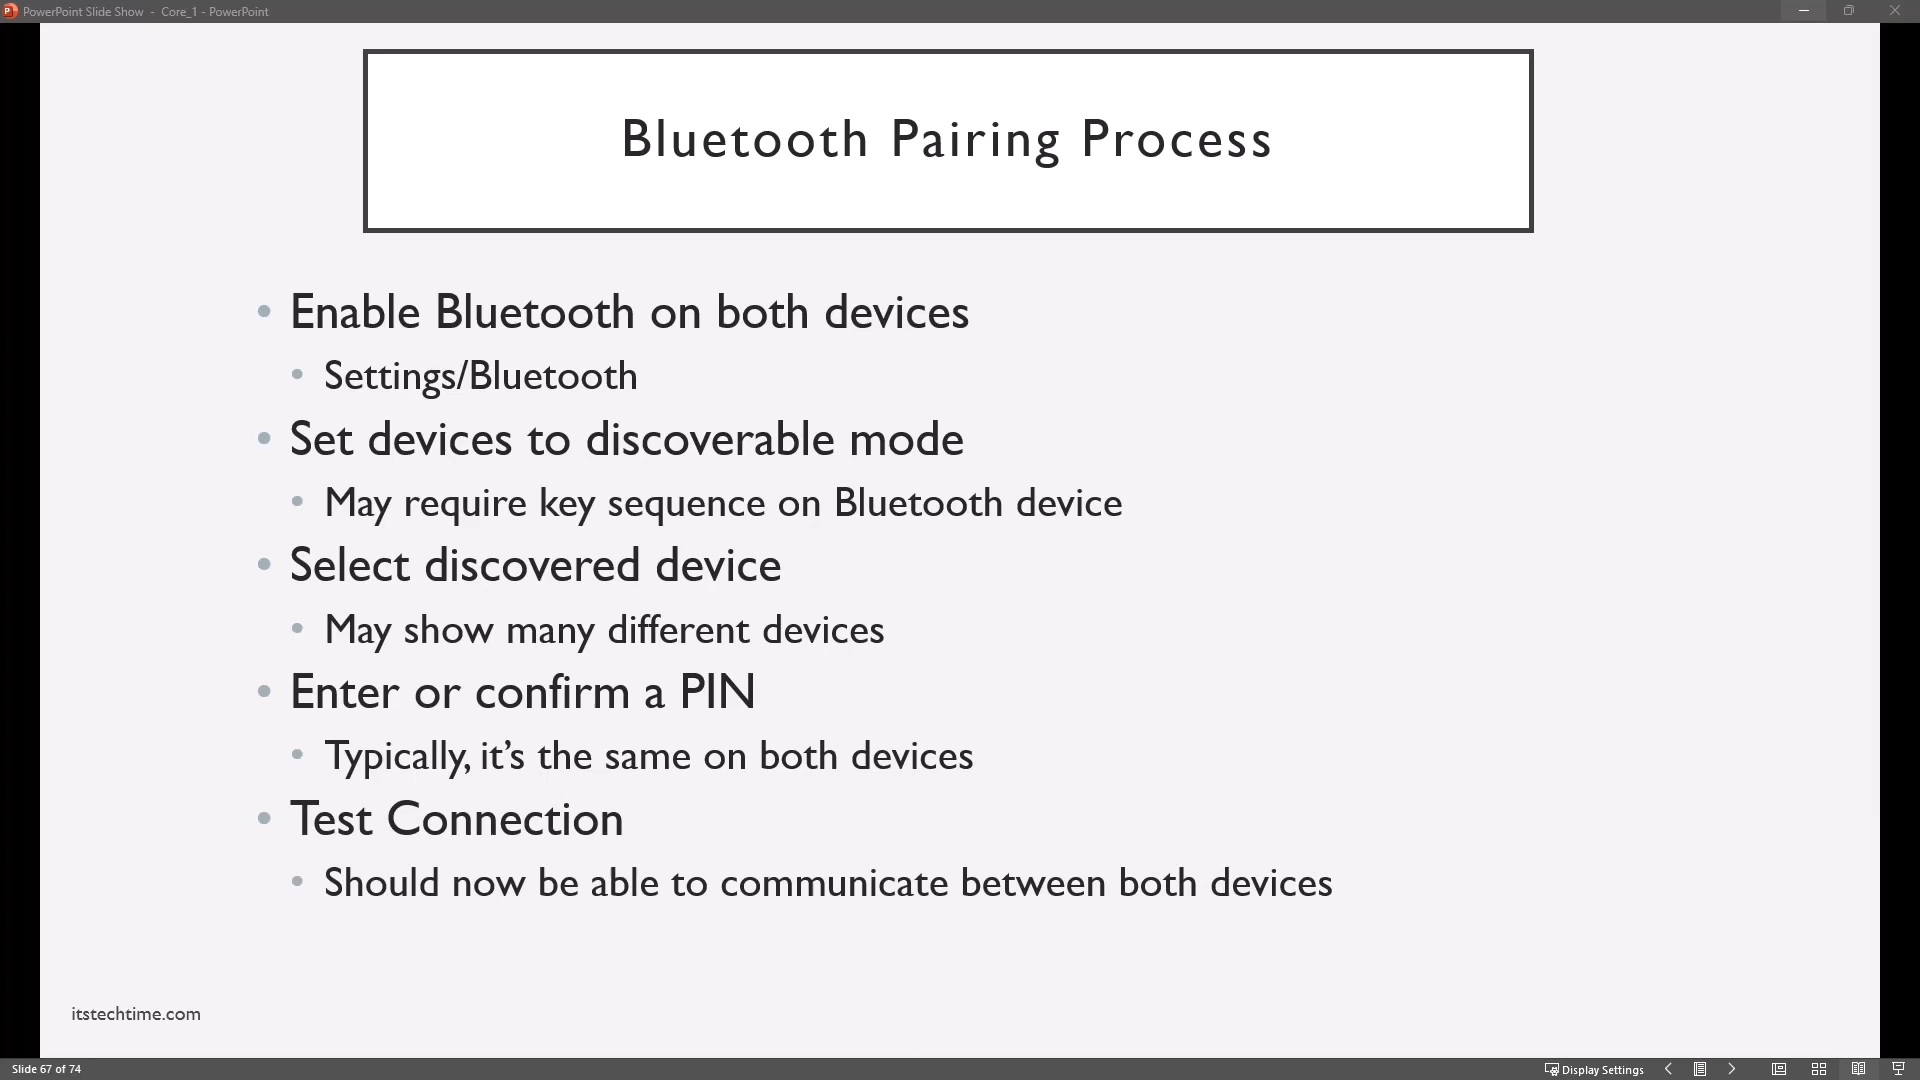 PowerPoint Slide Show - Core_1 - PowerPoint
Bluetooth Pairing Process
• Enable Bluetooth on both devices
• Settings/Bluetooth
• Set devices to discoverable mode
• May require key sequence on Bluetooth device
• Select discovered device
• May show many different devices
• Enter or confirm a PIN
• Typically, it’s the same on both devices
• Test Connection
• Should now be able to communicate between both devices
itstechtime.com
Slide 67 of 74
Display Settings